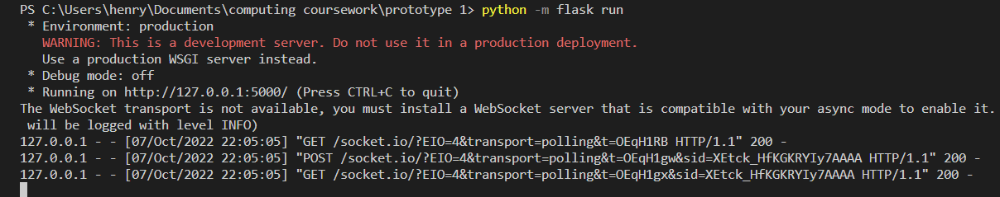 PS C:\Users\henry\Documents\computing coursework\prototype 1> python -m flask run
* Environment: production
WARNING: This is a development server. Do not use it in a production deployment.
Use a production WSGI server instead.
* Debug mode: off
* Running on http://127.0.0.1:5000/ (Press CTRL+C to quit)
The WebSocket transport is not available, you must install a WebSocket server that is compatible with your async mode to enable it.
will be logged with level INFO)
127.0.0.1 - - [07/Oct/2022 22:05:05] "GET /socket.io/?EIO=4&transport=polling&t=OEqH1RB HTTP/1.1" 200 -
127.0.0.1 - - [07/Oct/2022 22:05:05] "POST /socket.io/?EIO=4&transport=polling&t=OEqH1gw&sid=XEtck_HfKGKRYIy7AAAA HTTP/1.1" 200 -
127.0.0.1 - - [07/Oct/2022 22:05:05] "GET /socket.io/?EIO=4&transport=polling&t=OEqH1gx&sid=XEtck_HfKGKRYIy7AAAA HTTP/1.1" 200 -